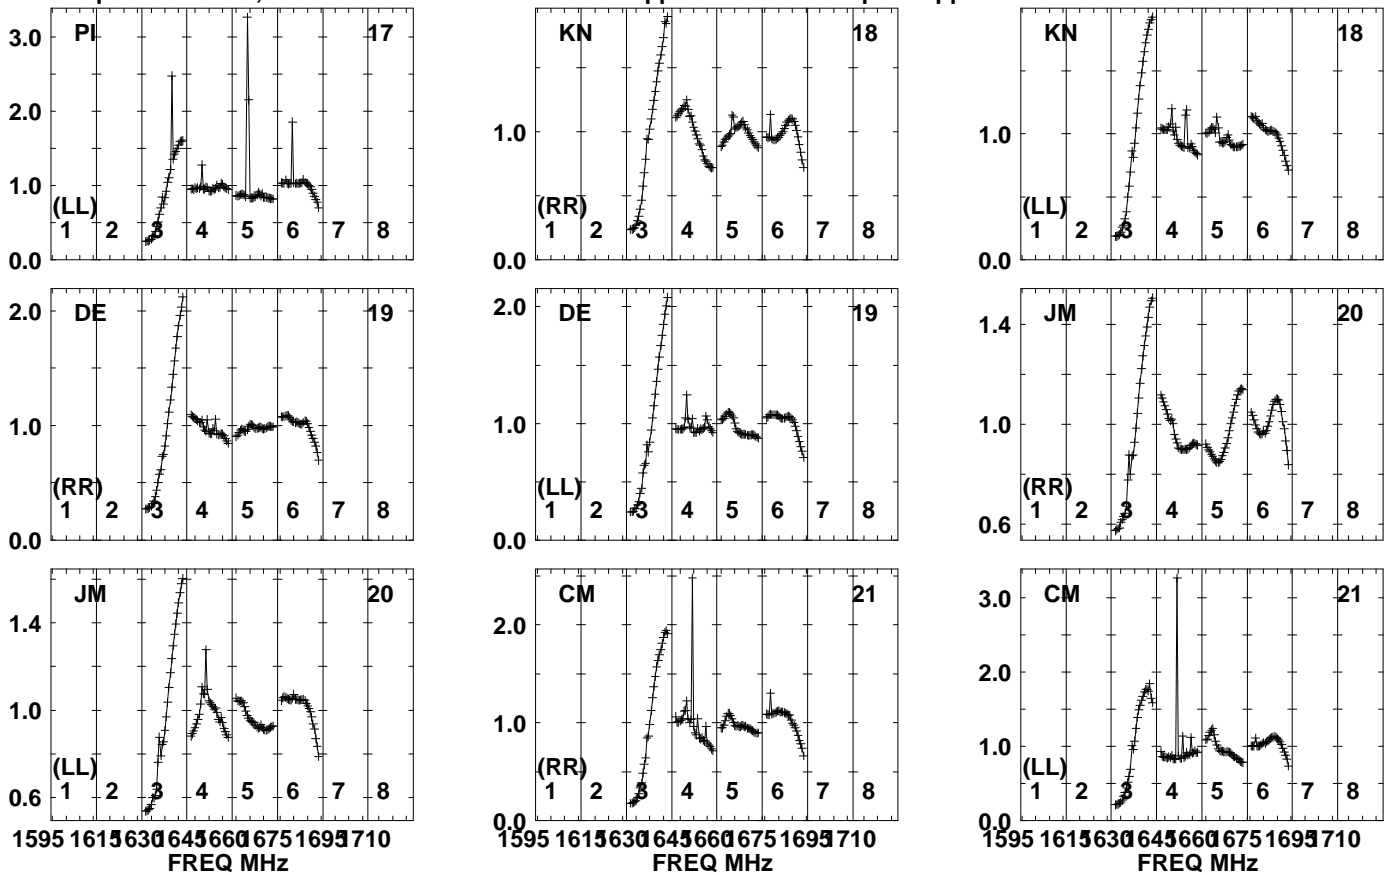 3.0 PI 17
2.0
1.0
(LL)
1 2 3 4 5 6 7 8
0.0
KN 18
1.0
(RR)
1 2 3 4 5 6 7 8
0.0
KN 18
1.0
(LL)
1 2 3 4 5 6 7 8
0.0
2.0 DE 19
1.0
(RR)
1 2 3 4 5 6 7 8
0.0
2.0 DE 19
1.0
(LL)
1 2 3 4 5 6 7 8
0.0
JM 20
1.4
1.0
(RR)
0.6 1 2 3 4 5 6 7 8
JM 20
1.4
1.0
(LL)
0.6 1 2 3 4 5 6 7 8
1595 1615 1630 1645 1660 1675 1695 1710
FREQ MHz
CM 21
2.0
1.0
(RR)
1 2 3 4 5 6 7 8
0.0
1595 1615 1630 1645 1660 1675 1695 1710
FREQ MHz
3.0 CM 21
2.0
1.0
(LL)
1 2 3 4 5 6 7 8
0.0
1595 1615 1630 1645 1660 1675 1695 1710
FREQ MHz